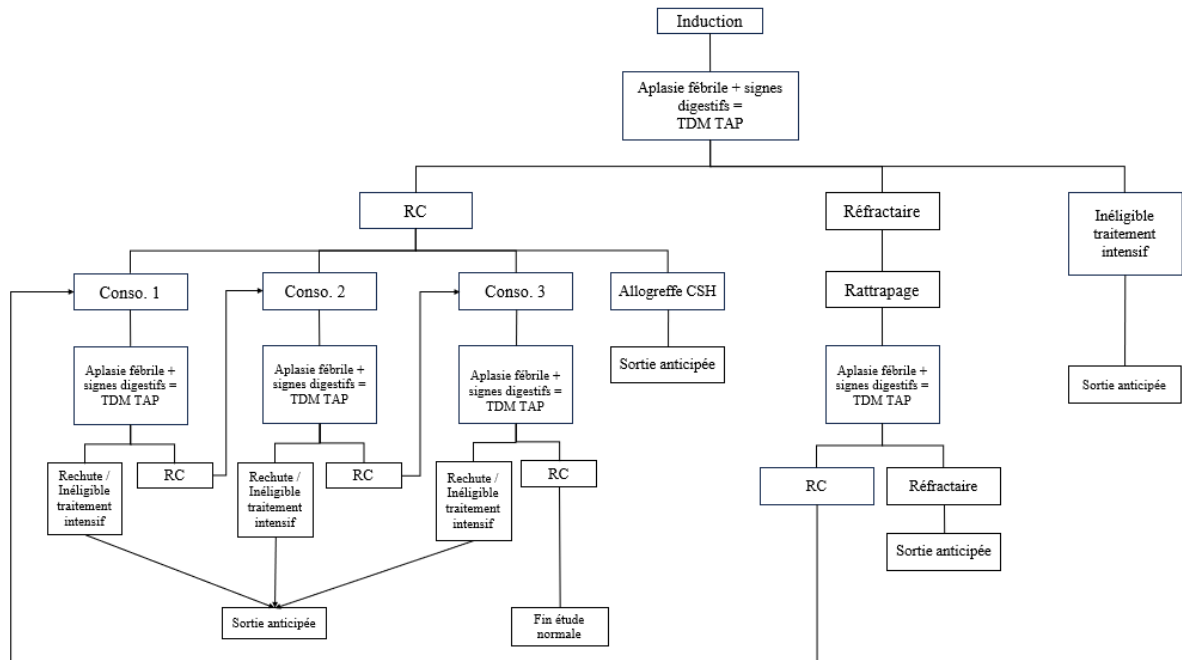 Induction
Aplasie fébrile + signes
digestifs =
TDM TAP
RC
Réfractaire
Inéligible
traitement
intensif
Conso. 1
Conso. 2
Conso. 3
Allogreffe CSH
Rattrapage
Aplasie fébrile +
signes digestifs =
TDM TAP
Aplasie fébrile +
signes digestifs =
TDM TAP
Aplasie fébrile +
signes digestifs =
TDM TAP
Sortie anticipée
Aplasie fébrile +
signes digestifs =
TDM TAP
Sortie anticipée
Rechute /
Inéligible
traitement
intensif
RC
Rechute /
Inéligible
traitement
intensif
RC
Rechute /
Inéligible
traitement
intensif
RC
RC
Réfractaire
Sortie anticipée
Sortie anticipée
Fin étude
normale